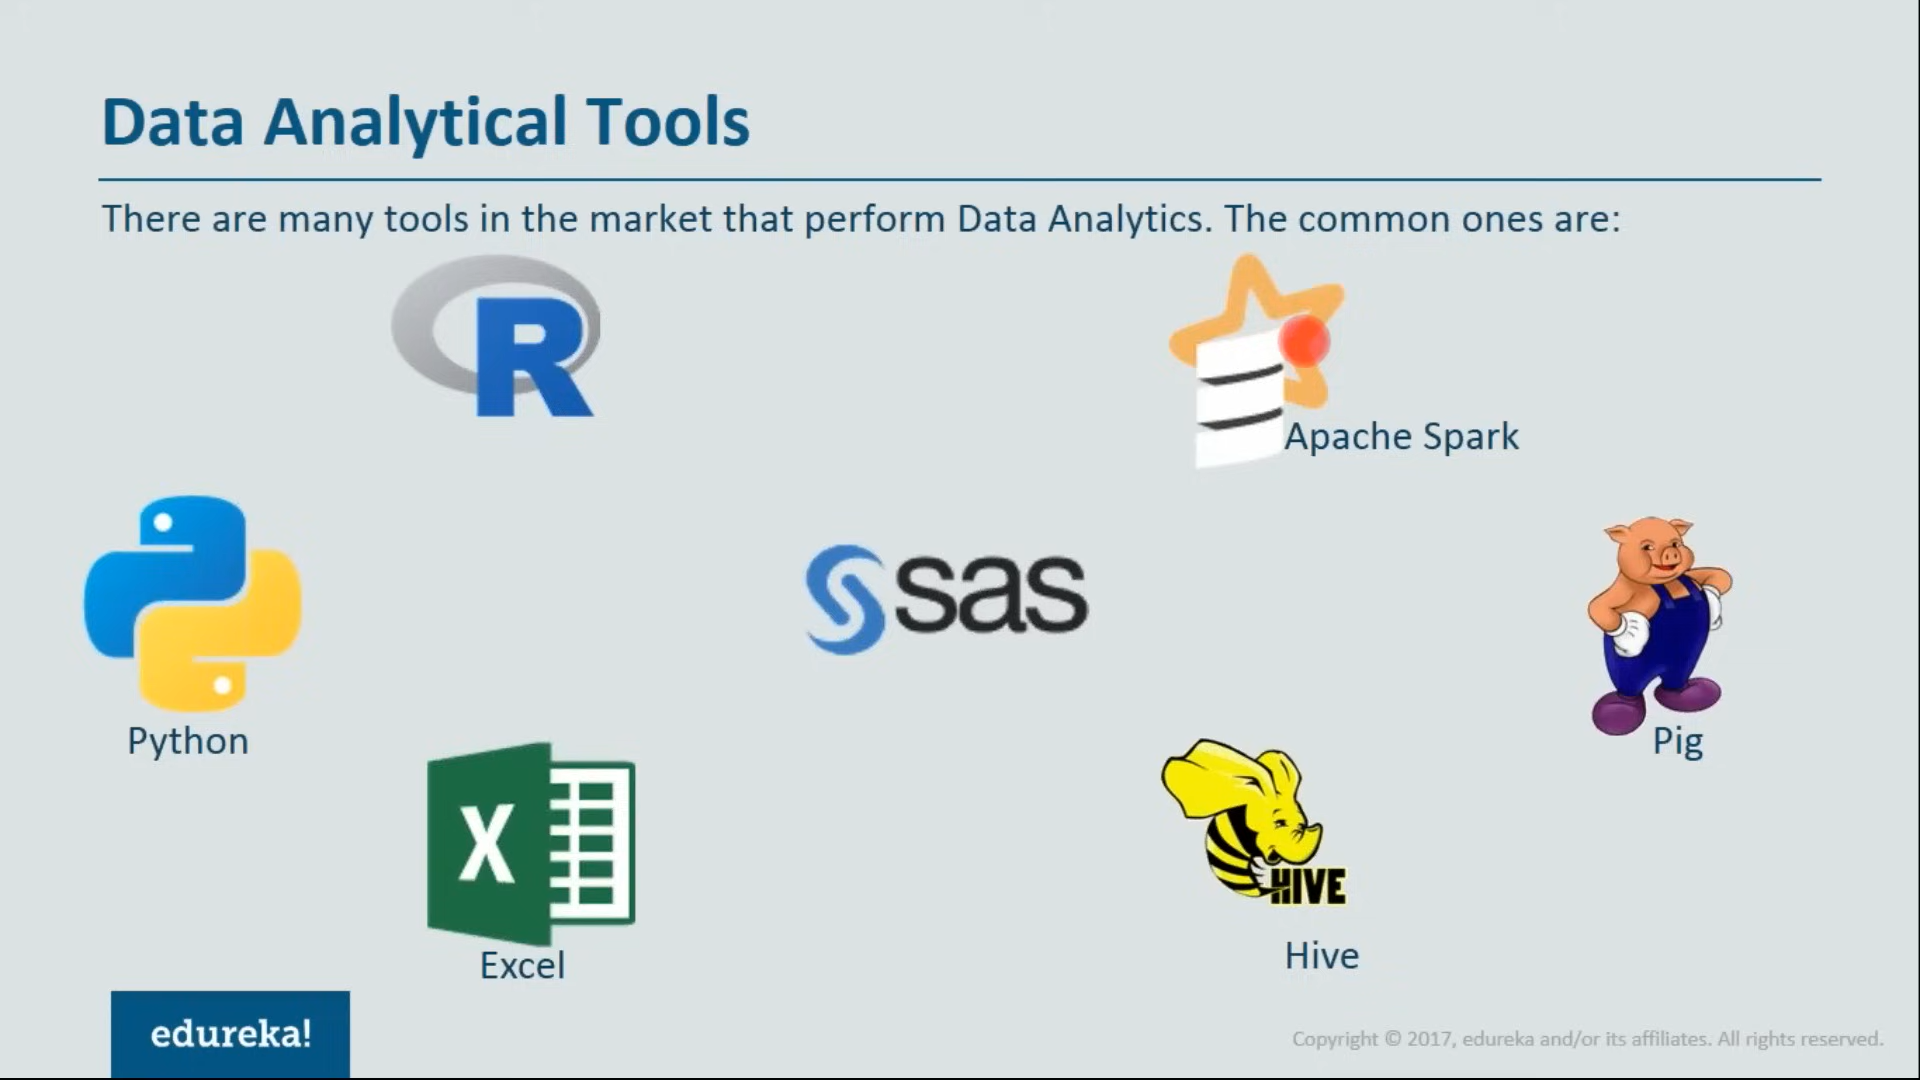 Data Analytical Tools
There are many tools in the market that perform Data Analytics. The common ones are:
R
Apache Spark
sas
Python
Pig
X
HIVE
Excel
Hive
edureka!
Copyright © 2017, edureka and/or its affiliates. All rights reserved.